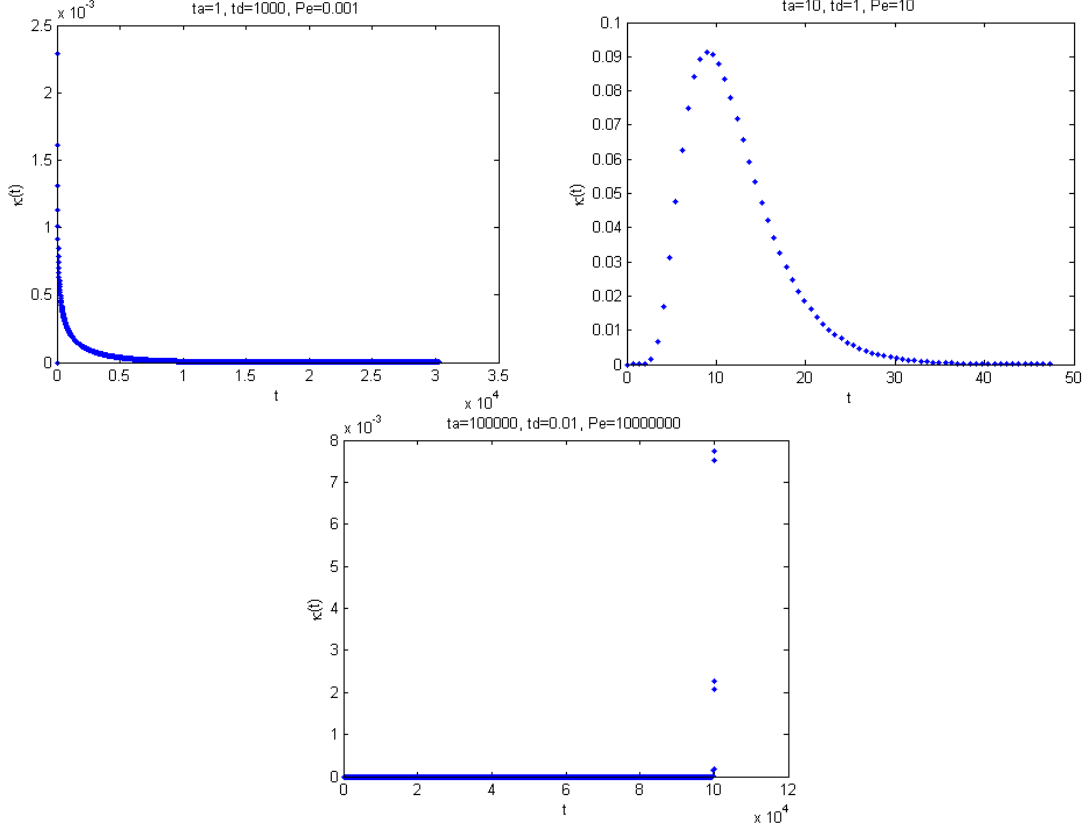 ta=1, td=1000, Pe=0.001
x 10⁻³
2.5
2
1.5
1
0.5
0
κ(t)
0 0.5 1 1.5 2 2.5 3 3.5
t
x 10⁴
ta=10, td=1, Pe=10
0.1
0.09
0.08
0.07
0.06
0.05
0.04
0.03
0.02
0.01
0
κ(t)
0 10 20 30 40 50
t
ta=100000, td=0.01, Pe=10000000
x 10⁻³
8
7
6
5
4
3
2
1
0
κ(t)
0 2 4 6 8 10 12
t
x 10⁴